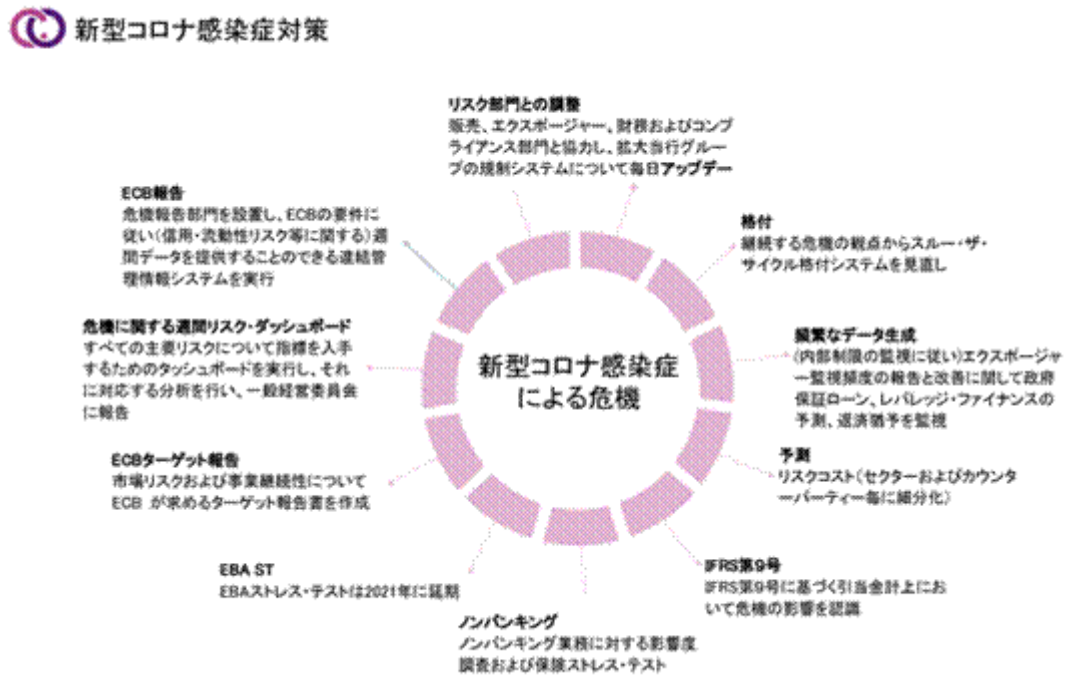 新型コロナ感染症対策
リスク部門との調整
販売、エクスポージャー、財務およびコンプ
ライアンス部門と協力し、拡大当行グルー
プの規制システムについて毎日アップデー
ECB報告
危機報告部門を設置し、ECBの要件に
従い(信用・流動性リスク等に関する)週
間データを提供することのできる連結管
理情報システムを実行
格付
継続する危機の観点からスルー・ザ・
サイクル格付システムを見直し
危機に関する週間リスク・ダッシュボード
すべての主要リスクについて指標を入手
するためのダッシュボードを実行し、それ
に対応する分析を行い、一般経営委員会
に報告
頻繁なデータ生成
(内部制限の監視に従い)エクスポージャ
ー監視頻度の報告と改善に関して政府
保証ローン、レバレッジ・ファイナンスの
予測、返済猶予を監視
新型コロナ感染症
による危機
ECBターゲット報告
市場リスクおよび事業継続性について
ECB が求めるターゲット報告書を作成
予測
リスクコスト(セクターおよびカウンタ
ーパーティー毎に細分化)
EBA ST
EBAストレス・テストは2021年に延期
IFRS第9号
IFRS第9号に基づく引当金計上にお
いて危機の影響を認識
ノンバンキング
ノンバンキング業務に対する影響度
調査および保険ストレス・テスト